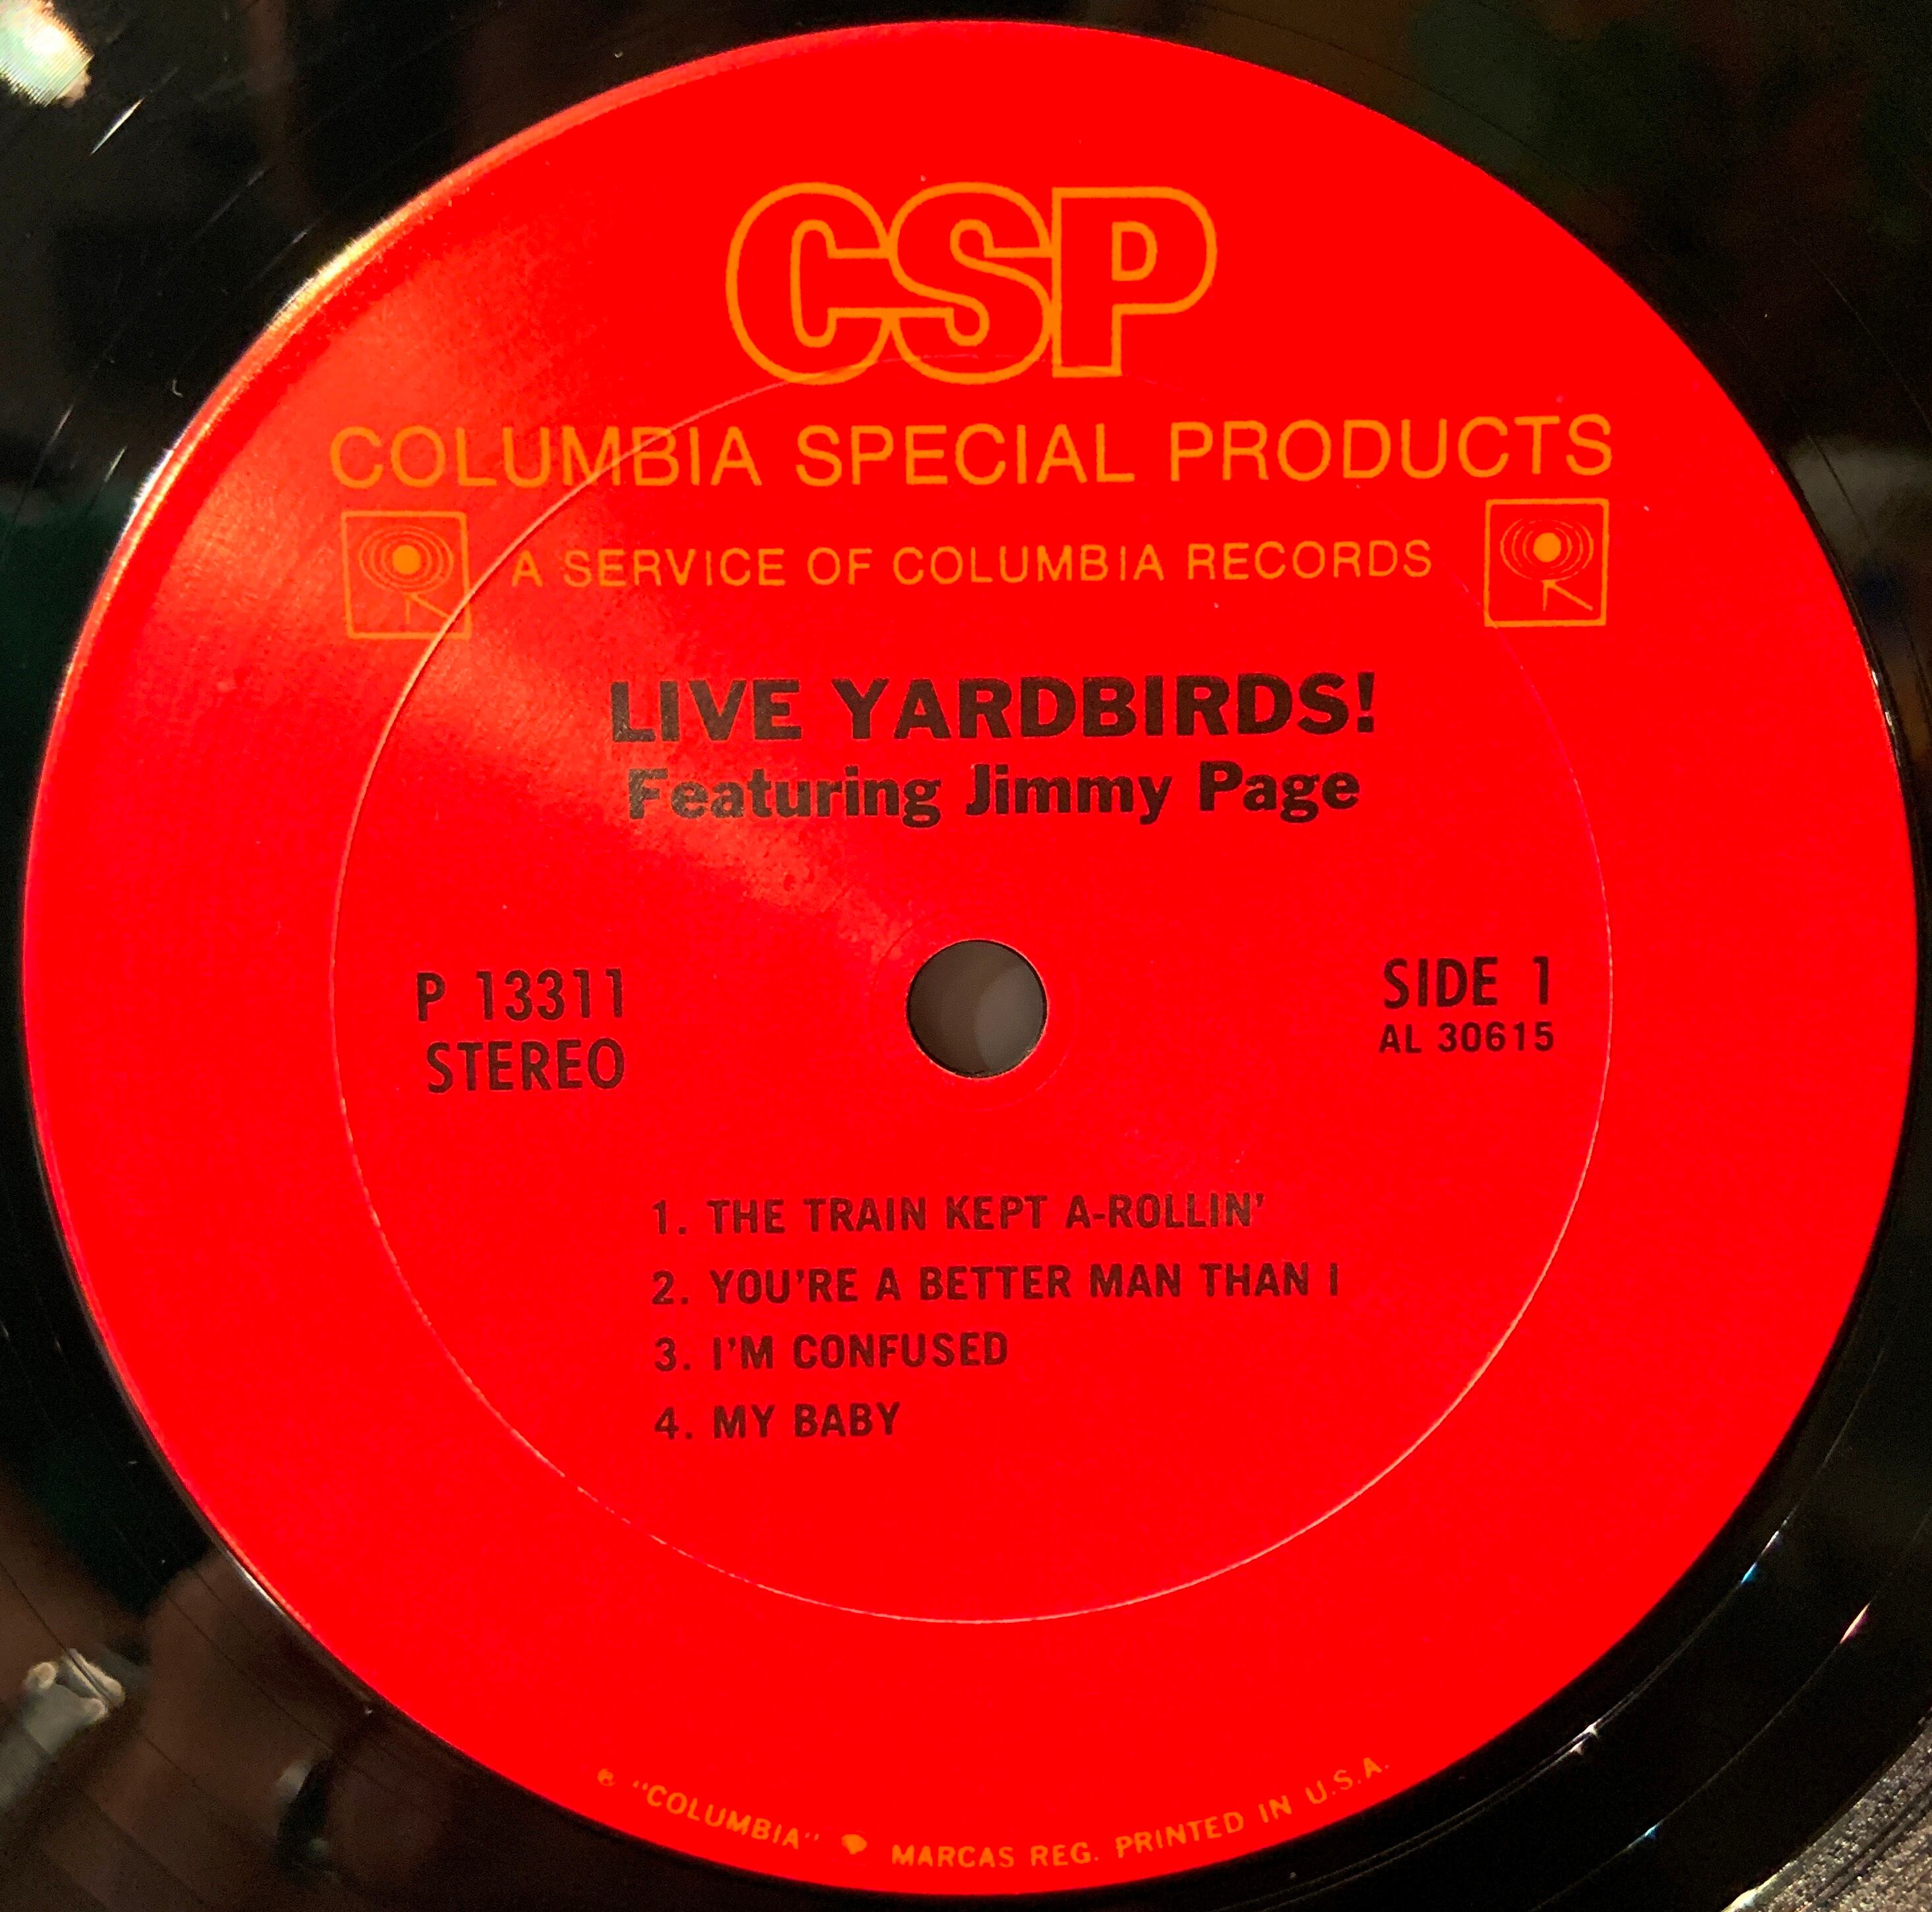 CSP
COLUMBIA SPECIAL PRODUCTS
A SERVICE OF COLUMBIA RECORDS
LIVE YARDBIRDS!
Featuring Jimmy Page
P 13311
STEREO
SIDE 1
AL 30615
1. THE TRAIN KEPT A-ROLLIN'
2. YOU'RE A BETTER MAN THAN I
3. I'M CONFUSED
4. MY BABY
® "COLUMBIA" MARCAS REG. PRINTED IN U.S.A.